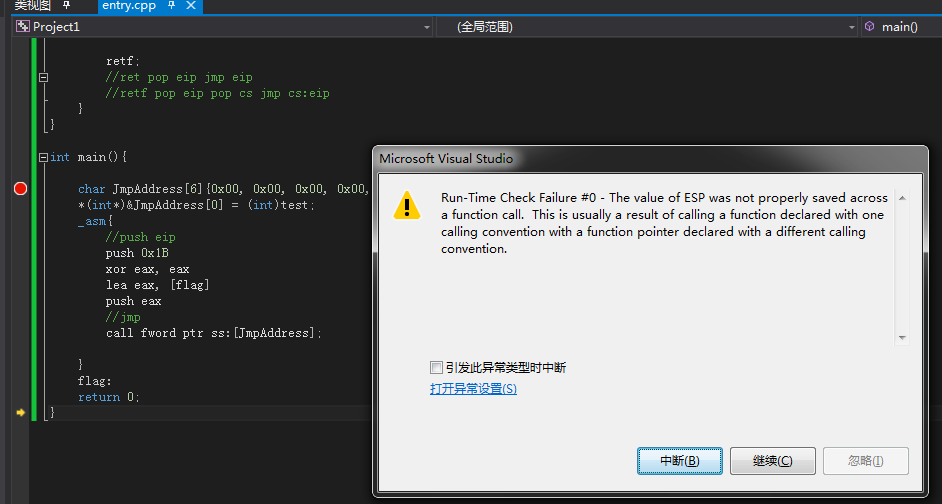 类视图
entry.cpp
Project1
(全局范围)
main()
retf;
//ret pop eip jmp eip
//retf pop eip pop cs jmp cs:eip
}
}
int main(){
char JmpAddress[6]{0x00, 0x00, 0x00, 0x00,
*(int*)&JmpAddress[0] = (int)test;
_asm{
//push eip
push 0x1B
xor eax, eax
lea eax, [flag]
push eax
//jmp
call fword ptr ss:[JmpAddress];
}
flag:
return 0;
}
Microsoft Visual Studio
Run-Time Check Failure #0 - The value of ESP was not properly saved across
a function call.  This is usually a result of calling a function declared with one
calling convention with a function pointer declared with a different calling
convention.
引发此异常类型时中断
打开异常设置(S)
中断(B)
继续(C)
忽略(I)